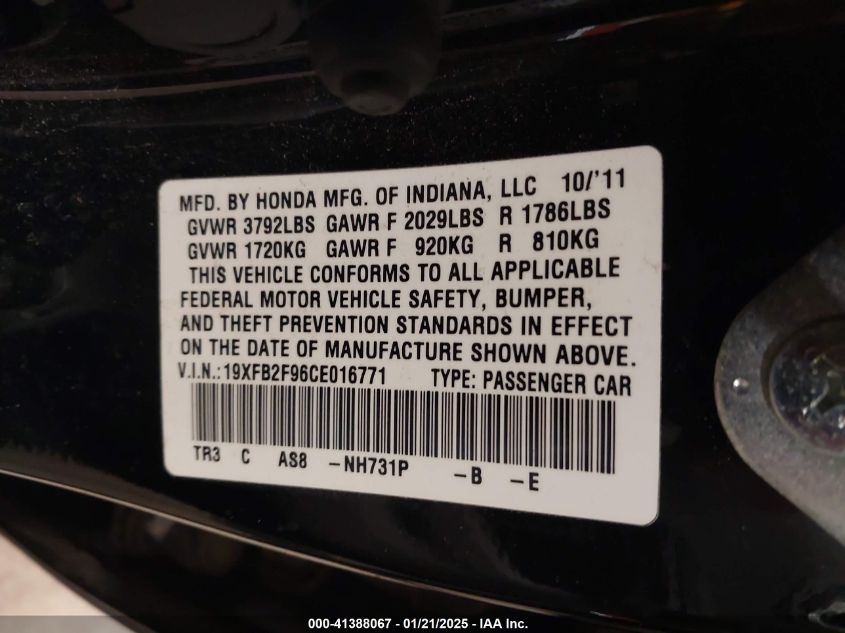 MFD. BY HONDA MFG. OF INDIANA, LLC 10/'11
GVWR 3792LBS GAWR F 2029LBS R 1786LBS
GVWR 1720KG GAWR F 920KG R 810KG
THIS VEHICLE CONFORMS TO ALL APPLICABLE
FEDERAL MOTOR VEHICLE SAFETY, BUMPER,
AND THEFT PREVENTION STANDARDS IN EFFECT
ON THE DATE OF MANUFACTURE SHOWN ABOVE.
V.I.N.:19XFB2F96CE016771 TYPE: PASSENGER CAR
TR3 C AS8 -NH731P -B -E
000-41388067 / 01/21/2025 - IAA Inc.